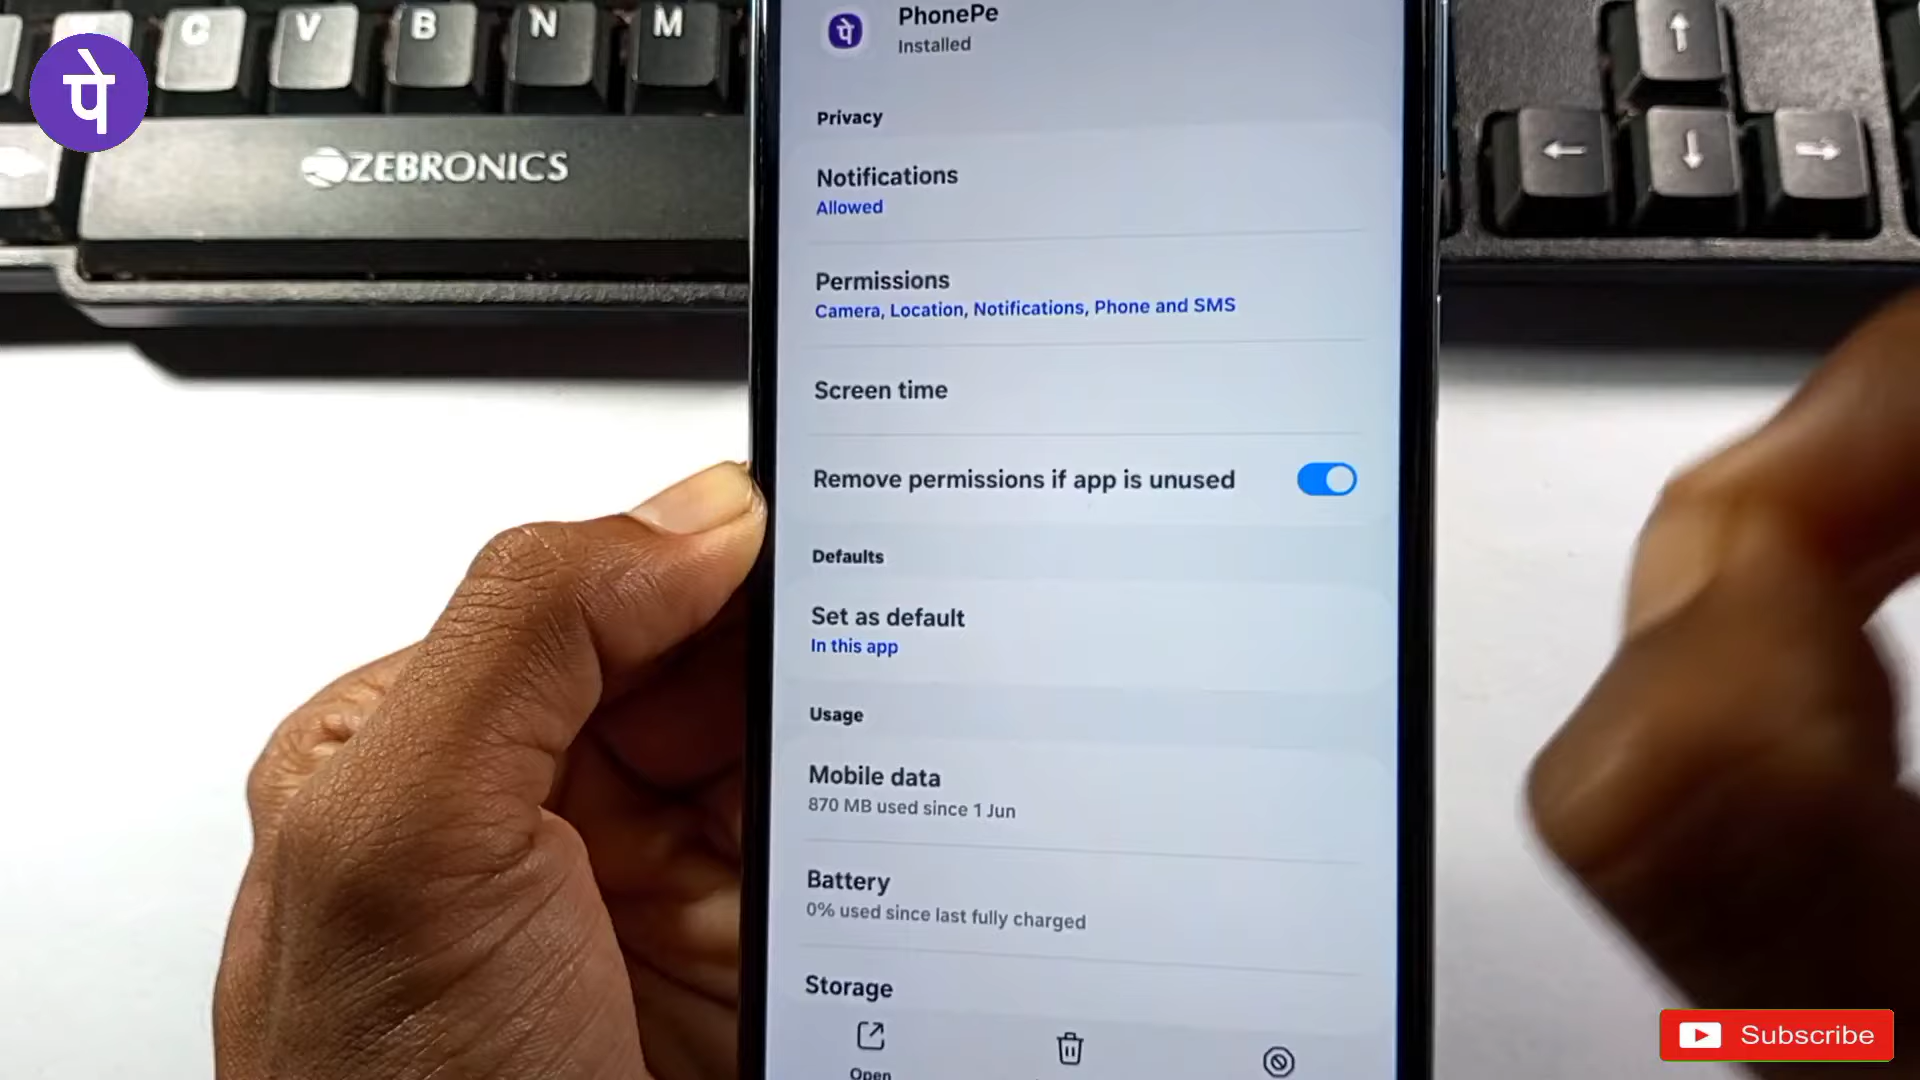 C V B N M
पे
ZEBRONICS
↑
← ↓ →
पे
PhonePe
Installed
Privacy
Notifications
Allowed
Permissions
Camera, Location, Notifications, Phone and SMS
Screen time
Remove permissions if app is unused
Defaults
Set as default
In this app
Usage
Mobile data
870 MB used since 1 Jun
Battery
0% used since last fully charged
Storage
Open
Subscribe